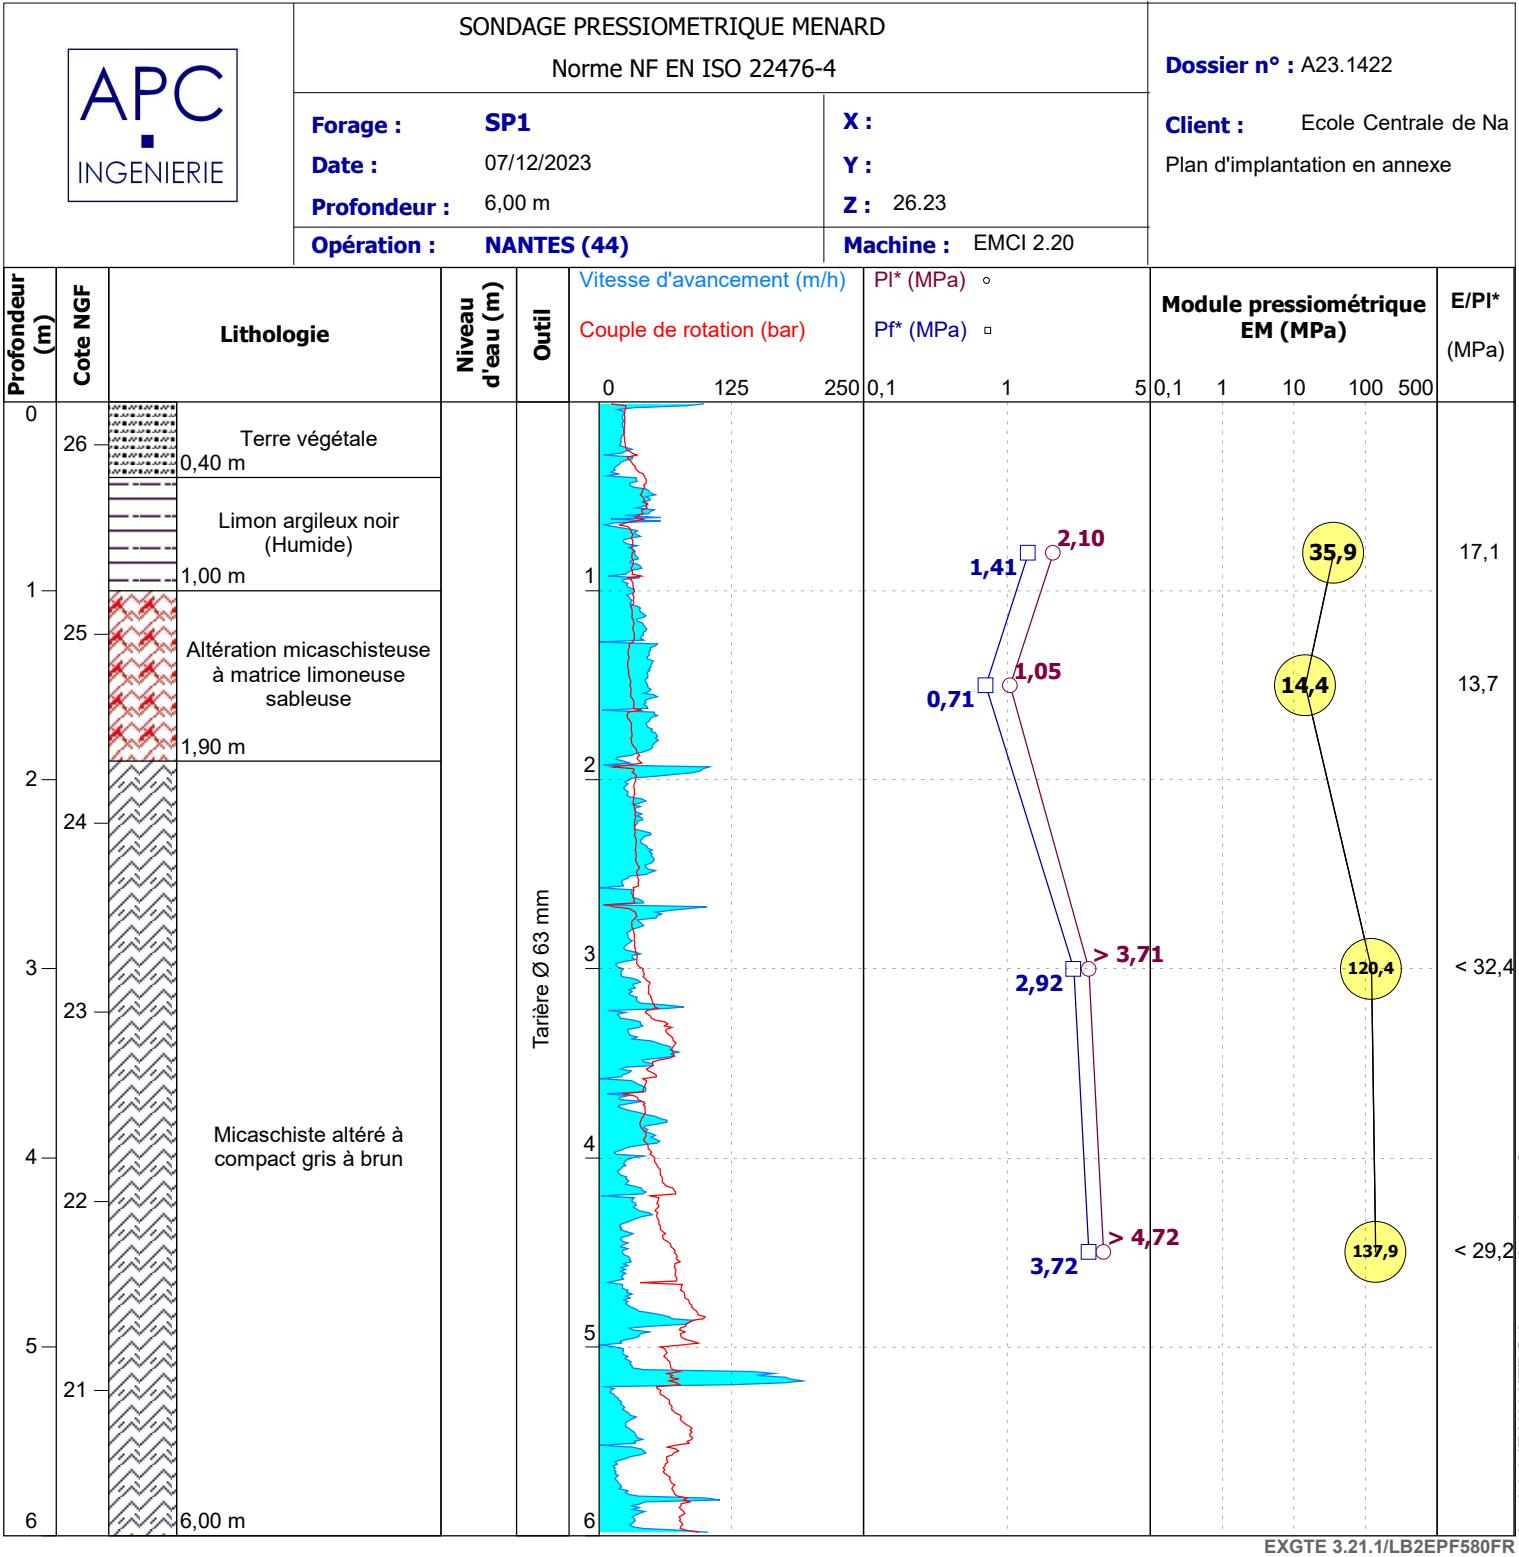 APC
INGENIERIE
SONDAGE PRESSIOMETRIQUE MENARD
Norme NF EN ISO 22476-4
Forage : SP1
Date : 07/12/2023
Profondeur : 6,00 m
Opération : NANTES (44)
X :
Y :
Z : 26.23
Machine : EMCI 2.20
Dossier n° : A23.1422
Client : Ecole Centrale de Na
Plan d'implantation en annexe
Profondeur
(m)
Cote NGF
Lithologie
Niveau
d'eau (m)
Outil
Vitesse d'avancement (m/h)
Couple de rotation (bar)
0 125 250
Pl* (MPa)
Pf* (MPa)
0,1 1 5
Module pressiométrique
EM (MPa)
0,1 1 10 100 500
E/Pl*
(MPa)
0
26
Terre végétale
0,40 m
Limon argileux noir
(Humide)
1,00 m
2,10
1,41
35,9
17,1
1
1
25
Altération micaschisteuse
à matrice limoneuse
sableuse
1,90 m
1,05
0,71
14,4
13,7
2
2
24
Tarière Ø 63 mm
3
3
> 3,71
2,92
120,4
< 32,4
23
Micaschiste altéré à
compact gris à brun
4
4
22
> 4,72
3,72
137,9
< 29,2
5
5
21
6
6,00 m
6
EXGTE 3.21.1/LB2EPF580FR